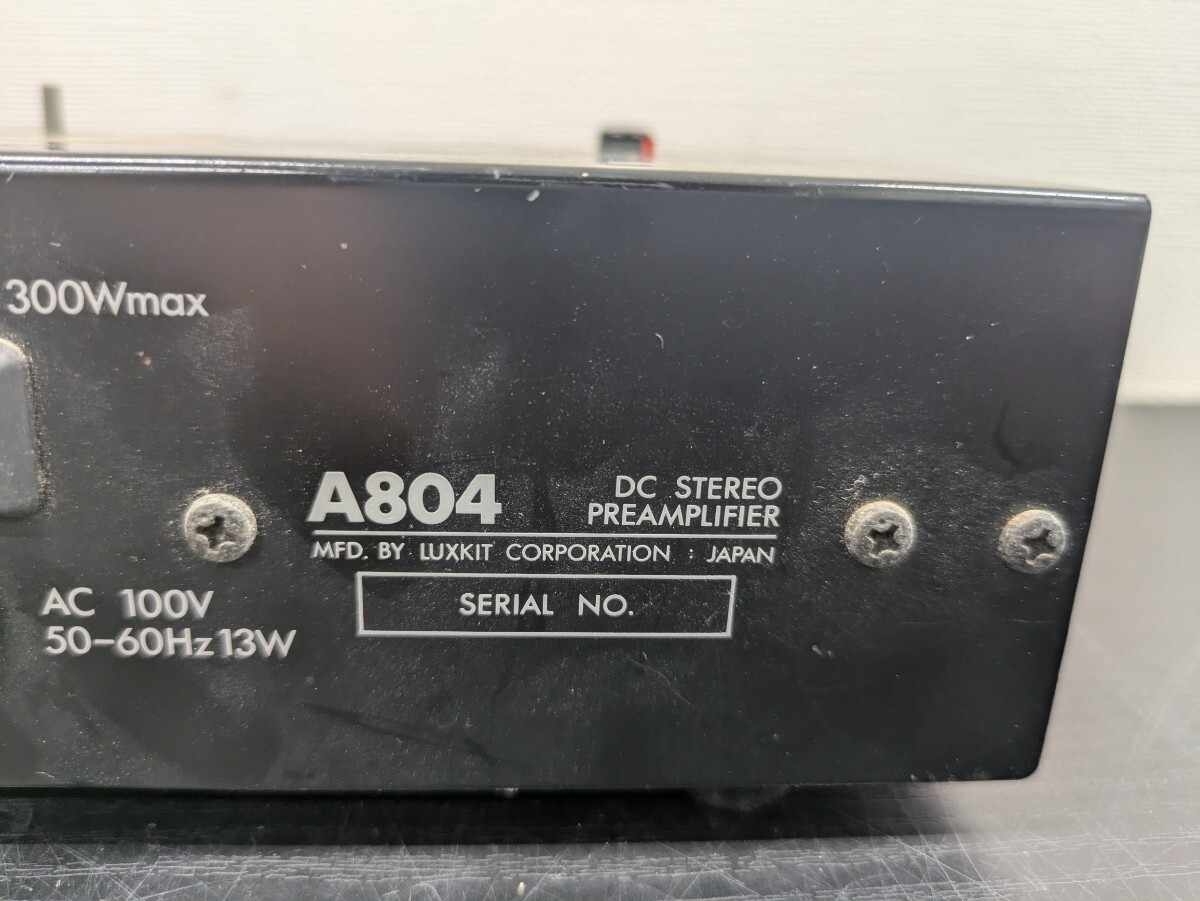 300Wmax
A804
DC STEREO
PREAMPLIFIER
MFD. BY LUXKIT CORPORATION : JAPAN
SERIAL NO.
AC 100V
50-60Hz 13W